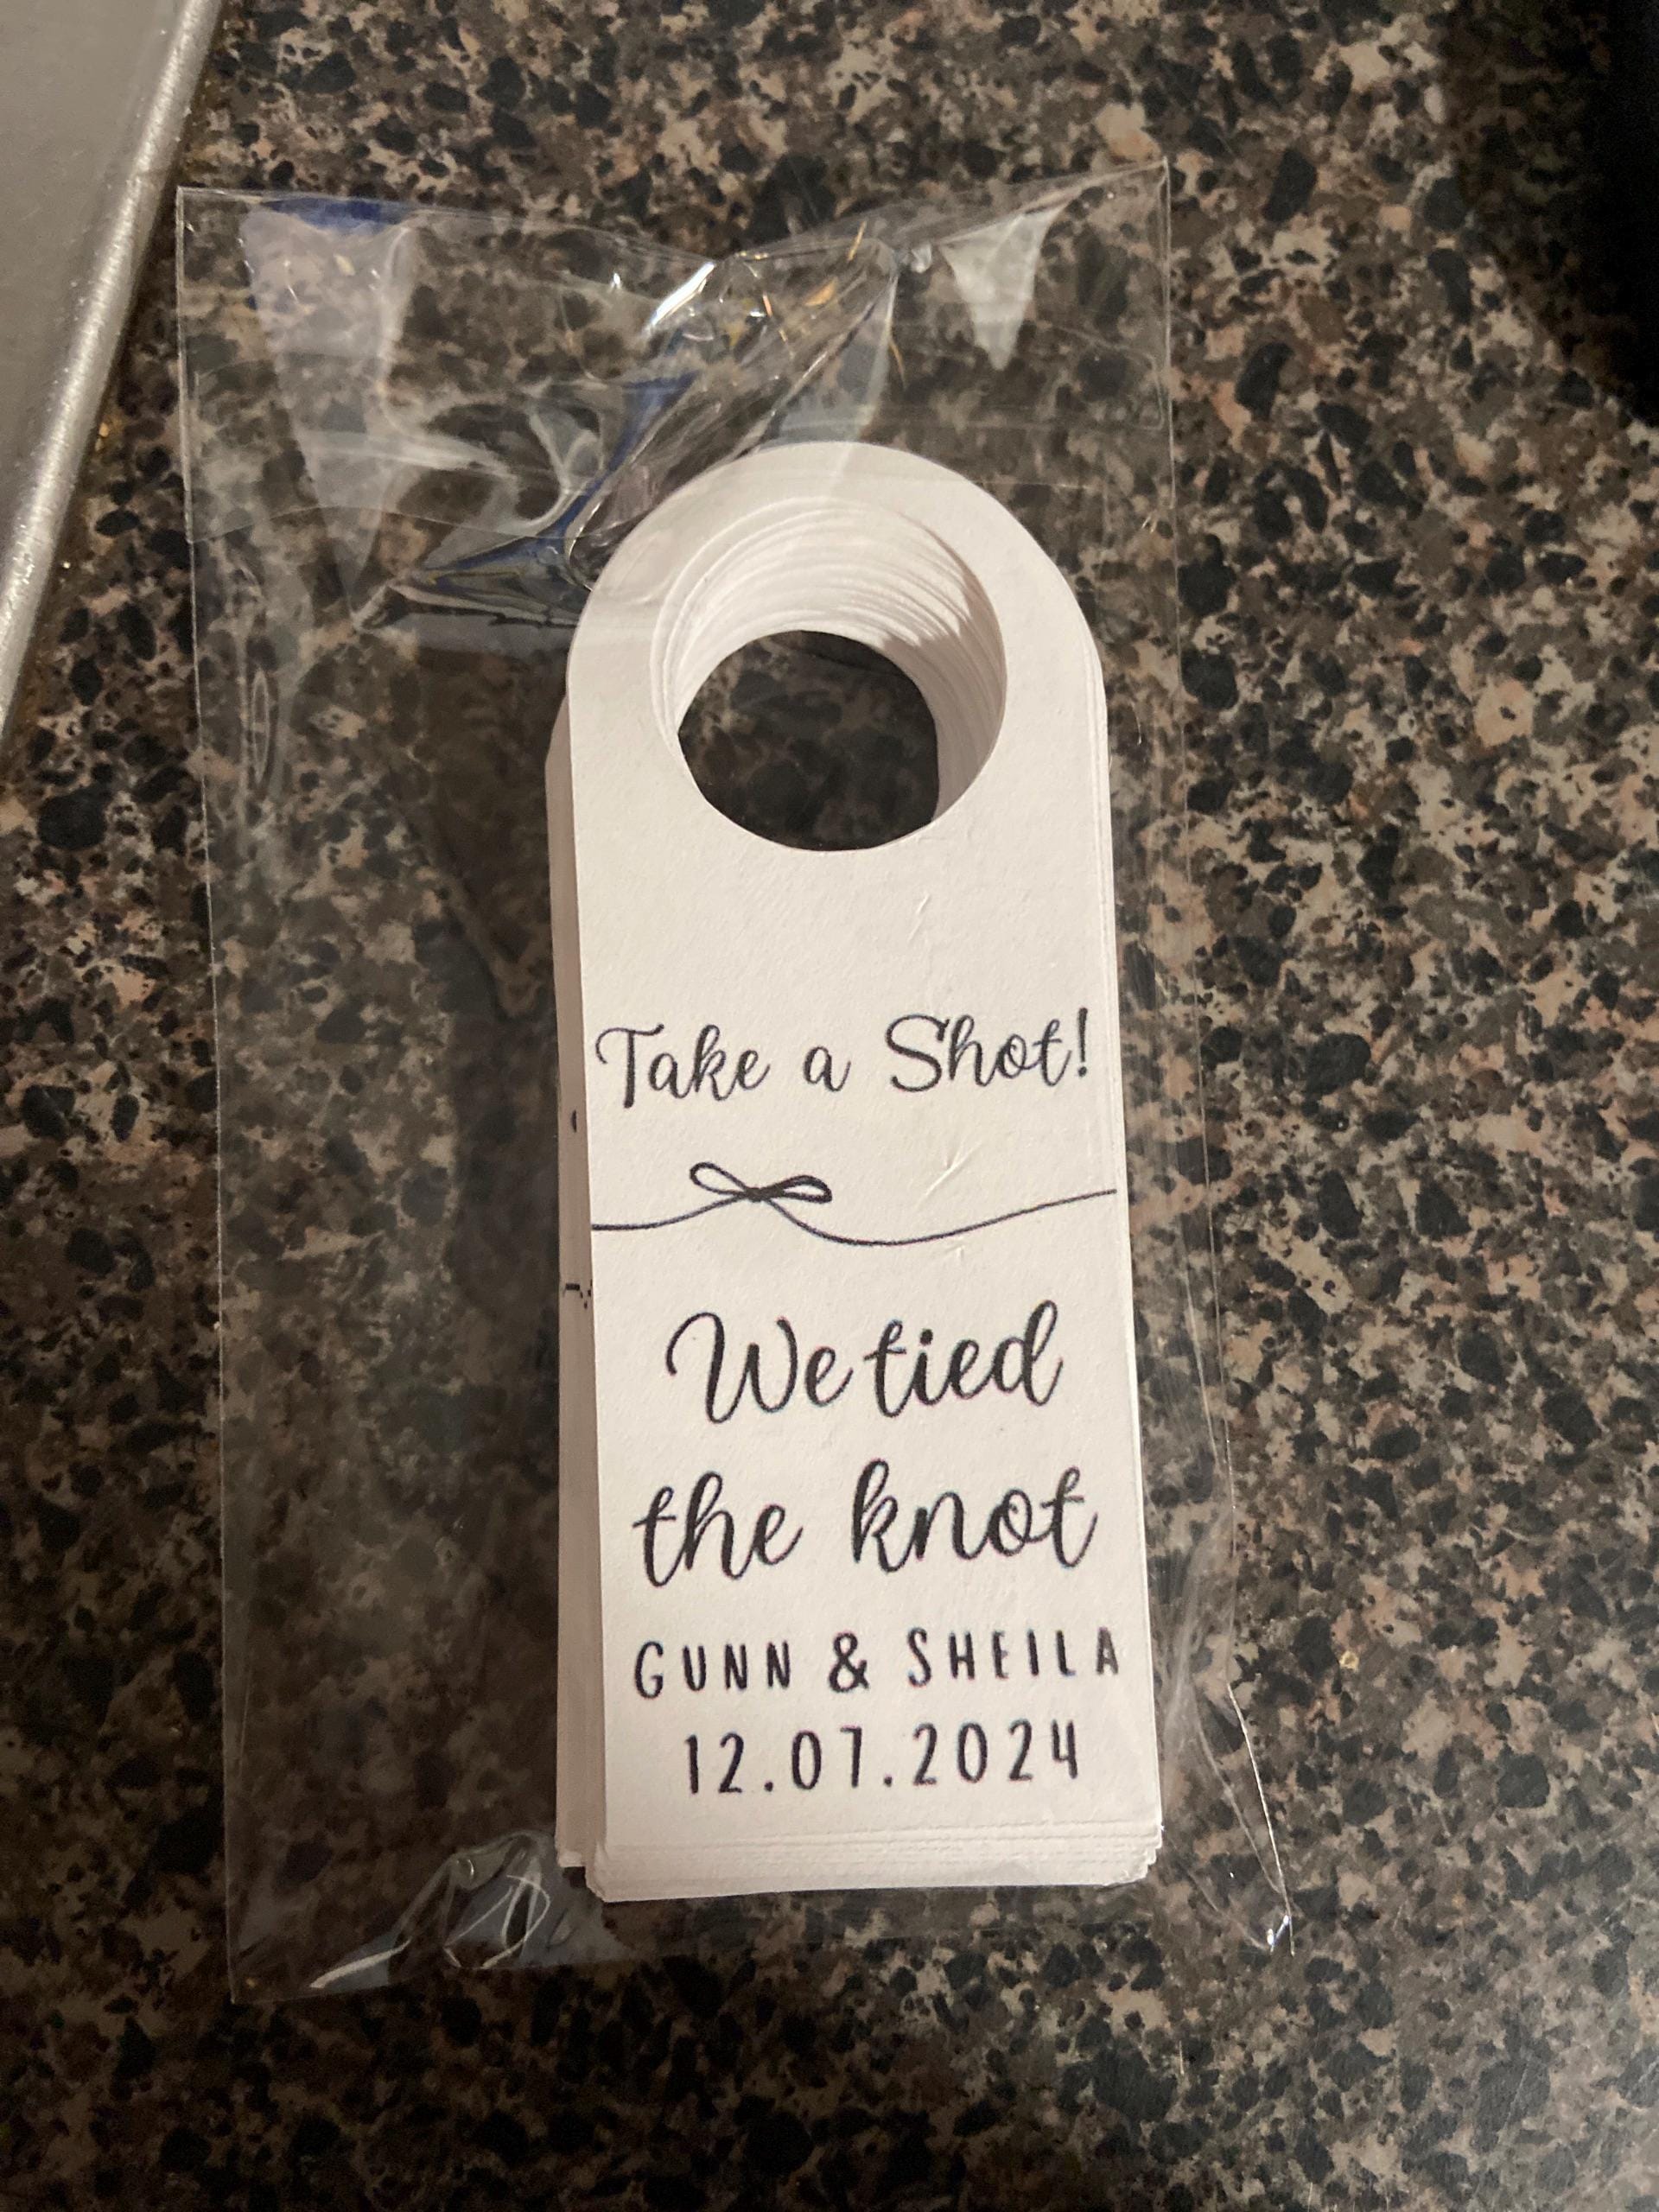 Take a Shot!
We tied
the knot
GUNN & SHEILA
12.07.2024